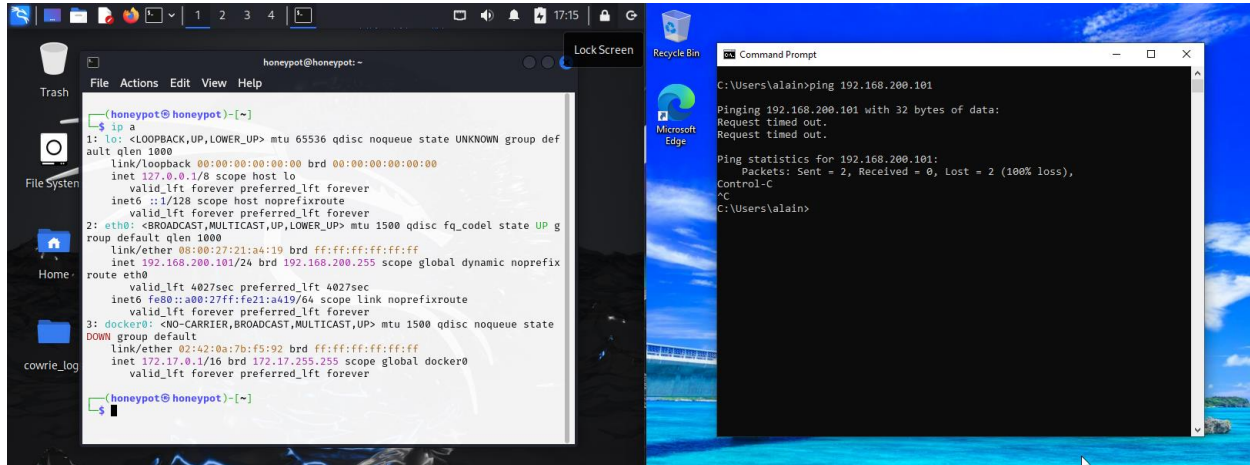 1 2 3 4
17:15
Lock Screen
Trash
File System
Home
cowrie_log
honeypot@honeypot: ~
File Actions Edit View Help
┌──(honeypot㉿honeypot)-[~]
└─$ ip a
1: lo: <LOOPBACK,UP,LOWER_UP> mtu 65536 qdisc noqueue state UNKNOWN group def
ault qlen 1000
link/loopback 00:00:00:00:00:00 brd 00:00:00:00:00:00
inet 127.0.0.1/8 scope host lo
valid_lft forever preferred_lft forever
inet6 ::1/128 scope host noprefixroute
valid_lft forever preferred_lft forever
2: eth0: <BROADCAST,MULTICAST,UP,LOWER_UP> mtu 1500 qdisc fq_codel state UP g
roup default qlen 1000
link/ether 08:00:27:21:a4:19 brd ff:ff:ff:ff:ff:ff
inet 192.168.200.101/24 brd 192.168.200.255 scope global dynamic noprefix
route eth0
valid_lft 4027sec preferred_lft 4027sec
inet6 fe80::a00:27ff:fe21:a419/64 scope link noprefixroute
valid_lft forever preferred_lft forever
3: docker0: <NO-CARRIER,BROADCAST,MULTICAST,UP> mtu 1500 qdisc noqueue state
DOWN group default
link/ether 02:42:0a:7b:f5:92 brd ff:ff:ff:ff:ff:ff
inet 172.17.0.1/16 brd 172.17.255.255 scope global docker0
valid_lft forever preferred_lft forever
┌──(honeypot㉿honeypot)-[~]
└─$
Recycle Bin
Microsoft
Edge
Command Prompt
C:\Users\alain>ping 192.168.200.101
Pinging 192.168.200.101 with 32 bytes of data:
Request timed out.
Request timed out.
Ping statistics for 192.168.200.101:
Packets: Sent = 2, Received = 0, Lost = 2 (100% loss),
Control-C
^C
C:\Users\alain>